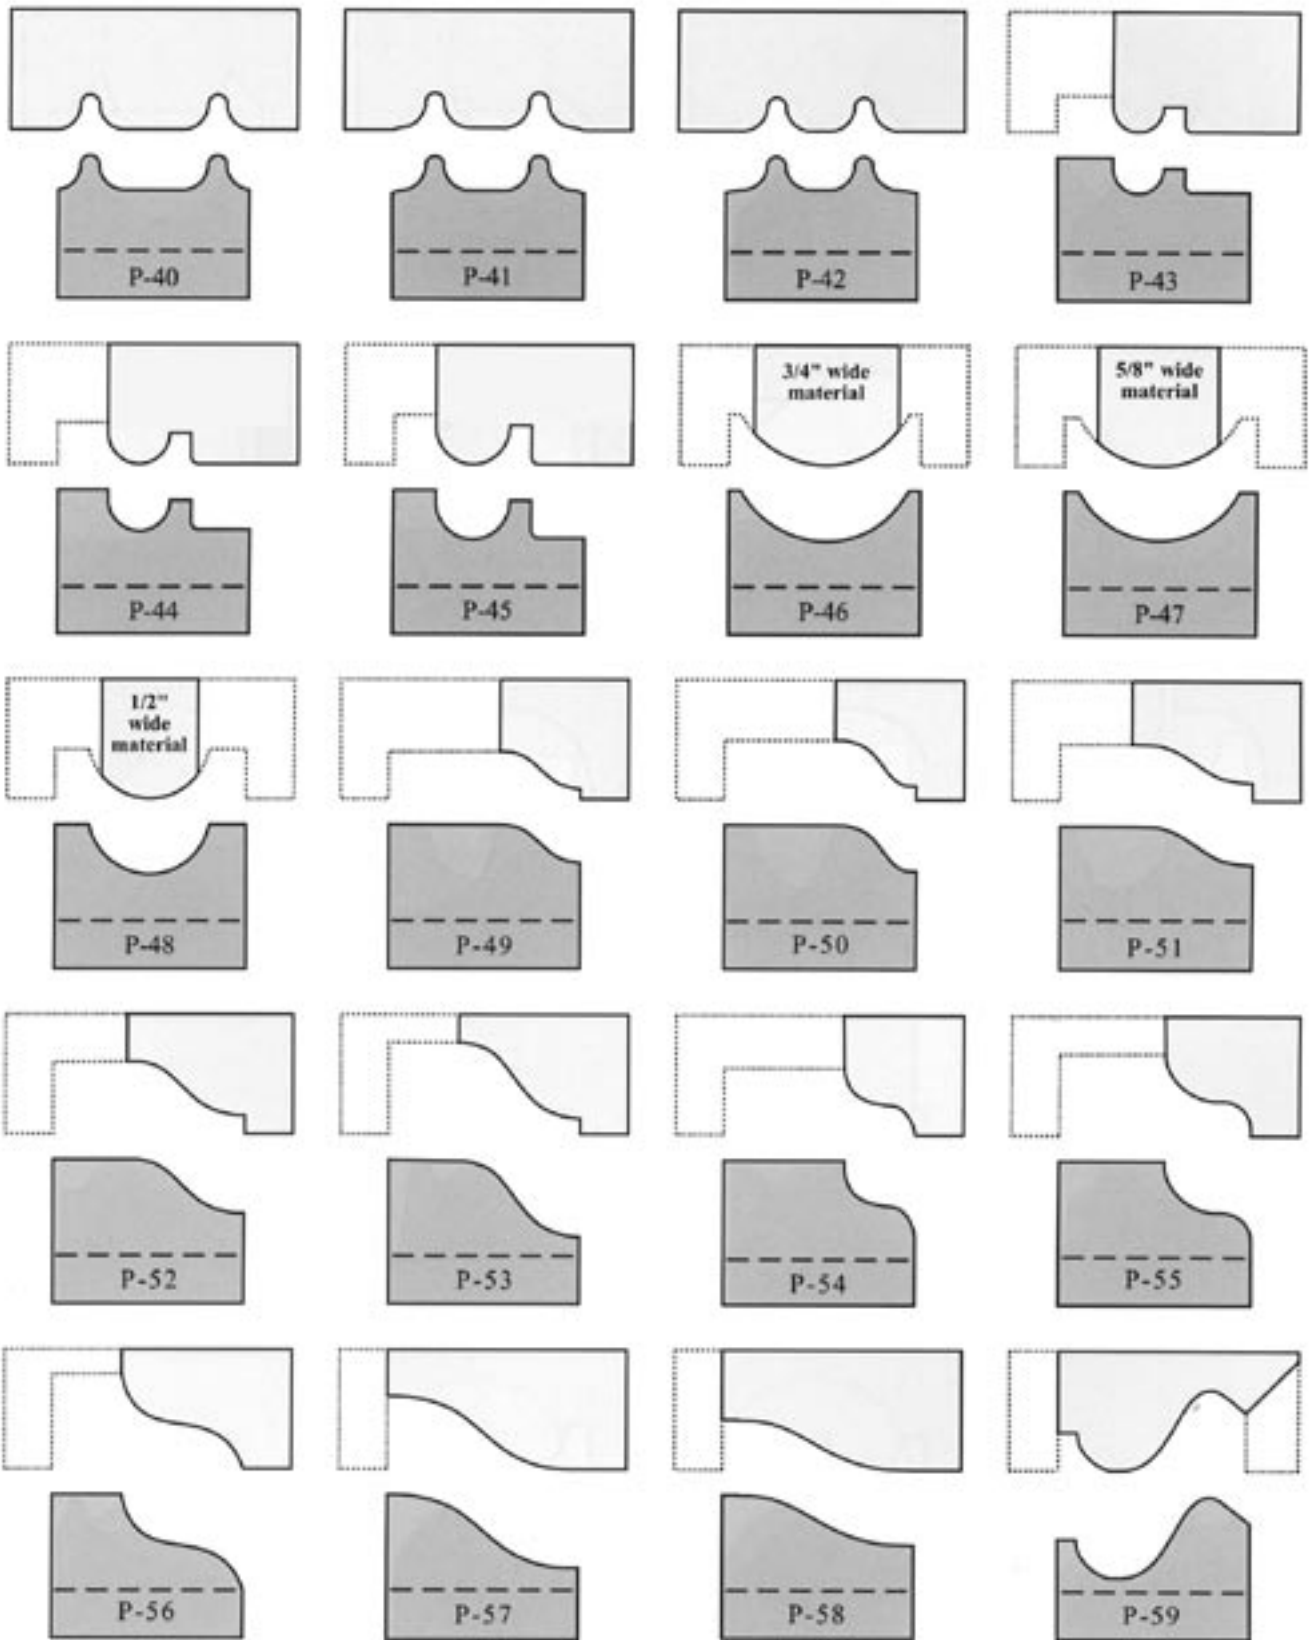 P-40
P-41
P-42
P-43
3/4" wide
material
5/8" wide
material
P-44
P-45
P-46
P-47
1/2"
wide
material
P-48
P-49
P-50
P-51
P-52
P-53
P-54
P-55
P-56
P-57
P-58
P-59